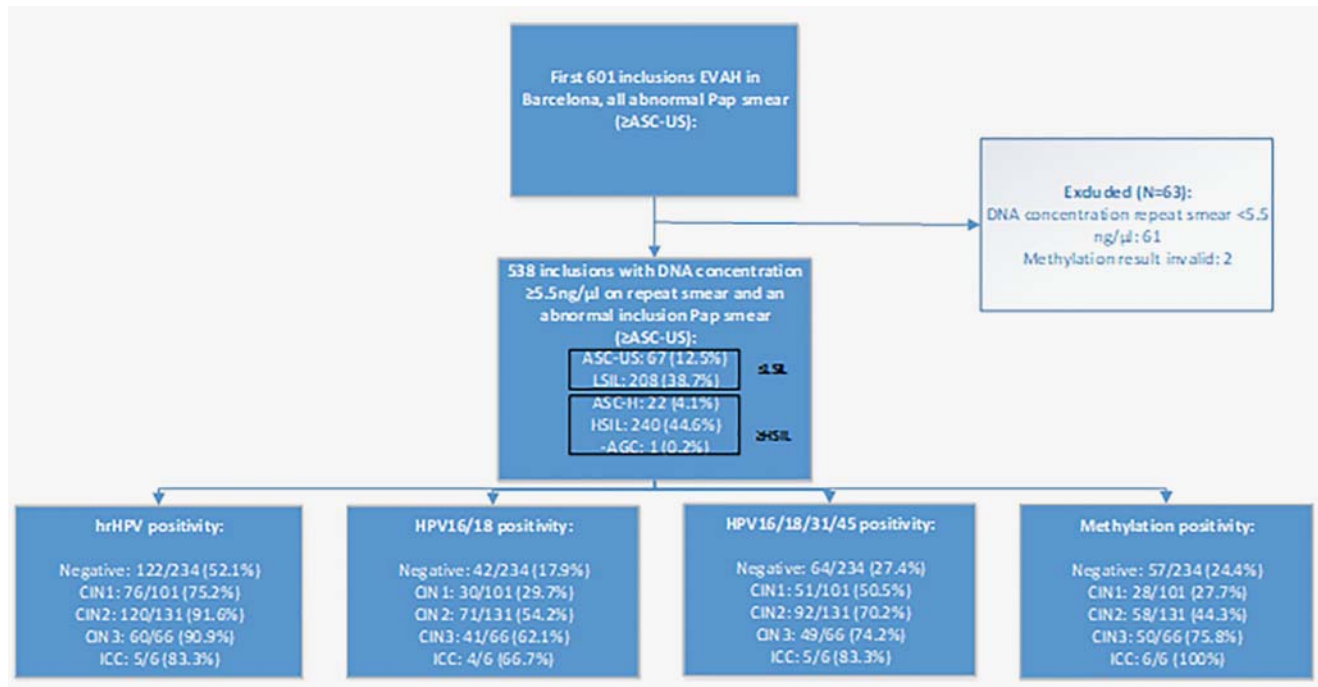 First 601 inclusions EVAH in
Barcelona, all abnormal Pap smear
(≥ASC-US):
Excluded (N=63):
DNA concentration repeat smear <5.5
ng/µl: 61
Methylation result invalid: 2
538 inclusions with DNA concentration
≥5.5ng/µl on repeat smear and an
abnormal inclusion Pap smear
(≥ASC-US):
ASC-US: 67 (12.5%)
LSIL: 208 (38.7%)
≤LSIL
ASC-H: 22 (4.1%)
HSIL: 240 (44.6%)
-AGC: 1 (0.2%)
≥HSIL
hrHPV positivity:
Negative: 122/234 (52.1%)
CIN1: 76/101 (75.2%)
CIN2: 120/131 (91.6%)
CIN3: 60/66 (90.9%)
ICC: 5/6 (83.3%)
HPV16/18 positivity:
Negative: 42/234 (17.9%)
CIN1: 30/101 (29.7%)
CIN2: 71/131 (54.2%)
CIN3: 41/66 (62.1%)
ICC: 4/6 (66.7%)
HPV16/18/31/45 positivity:
Negative: 64/234 (27.4%)
CIN1: 51/101 (50.5%)
CIN2: 92/131 (70.2%)
CIN3: 49/66 (74.2%)
ICC: 5/6 (83.3%)
Methylation positivity:
Negative: 57/234 (24.4%)
CIN1: 28/101 (27.7%)
CIN2: 58/131 (44.3%)
CIN3: 50/66 (75.8%)
ICC: 6/6 (100%)